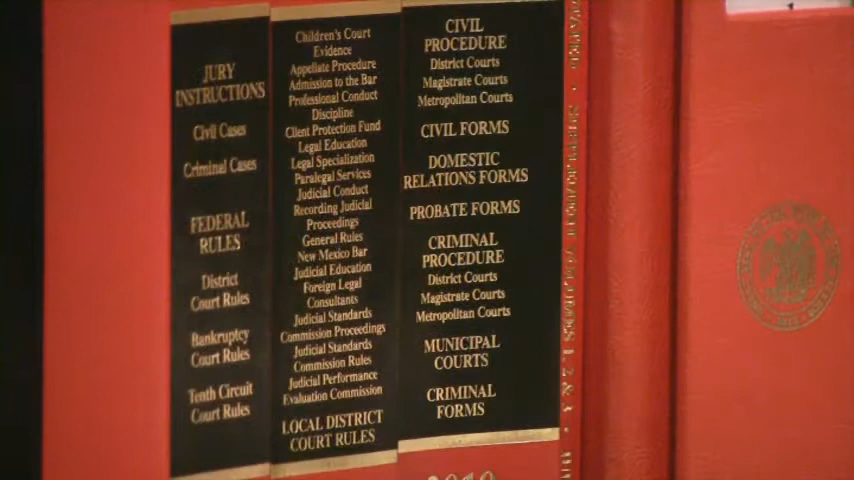 JURY
INSTRUCTIONS
Civil Cases
Criminal Cases
FEDERAL
RULES
District
Court Rules
Bankruptcy
Court Rules
Tenth Circuit
Court Rules
Children's Court
Evidence
Appellate Procedure
Admission to the Bar
Professional Conduct
Discipline
Client Protection Fund
Legal Education
Legal Specialization
Paralegal Services
Judicial Conduct
Recording Judicial
Proceedings
General Rules
New Mexico Bar
Judicial Education
Foreign Legal
Consultants
Judicial Standards
Commission Proceedings
Judicial Standards
Commission Rules
Judicial Performance
Evaluation Commission
LOCAL DISTRICT
COURT RULES
CIVIL
PROCEDURE
District Courts
Magistrate Courts
Metropolitan Courts
CIVIL FORMS
DOMESTIC
RELATIONS FORMS
PROBATE FORMS
CRIMINAL
PROCEDURE
District Courts
Magistrate Courts
Metropolitan Courts
MUNICIPAL
COURTS
CRIMINAL
FORMS